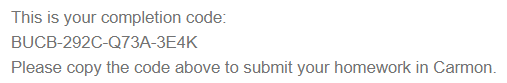 This is your completion code:
BUCB-292C-Q73A-3E4K
Please copy the code above to submit your homework in Carmon.